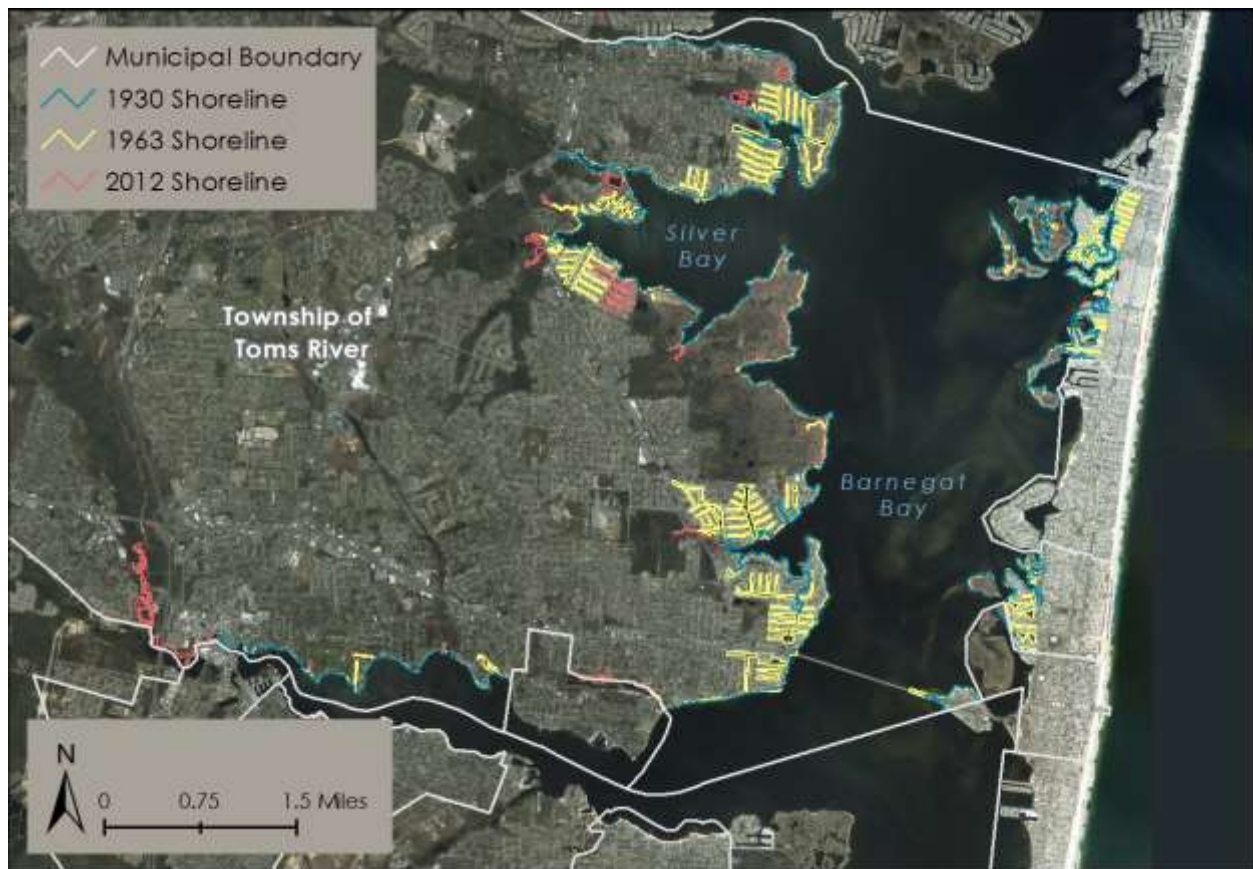 Municipal Boundary
1930 Shoreline
1963 Shoreline
2012 Shoreline
Silver
Bay
Township of
Toms River
Barnegat
Bay
N
0 0.75 1.5 Miles